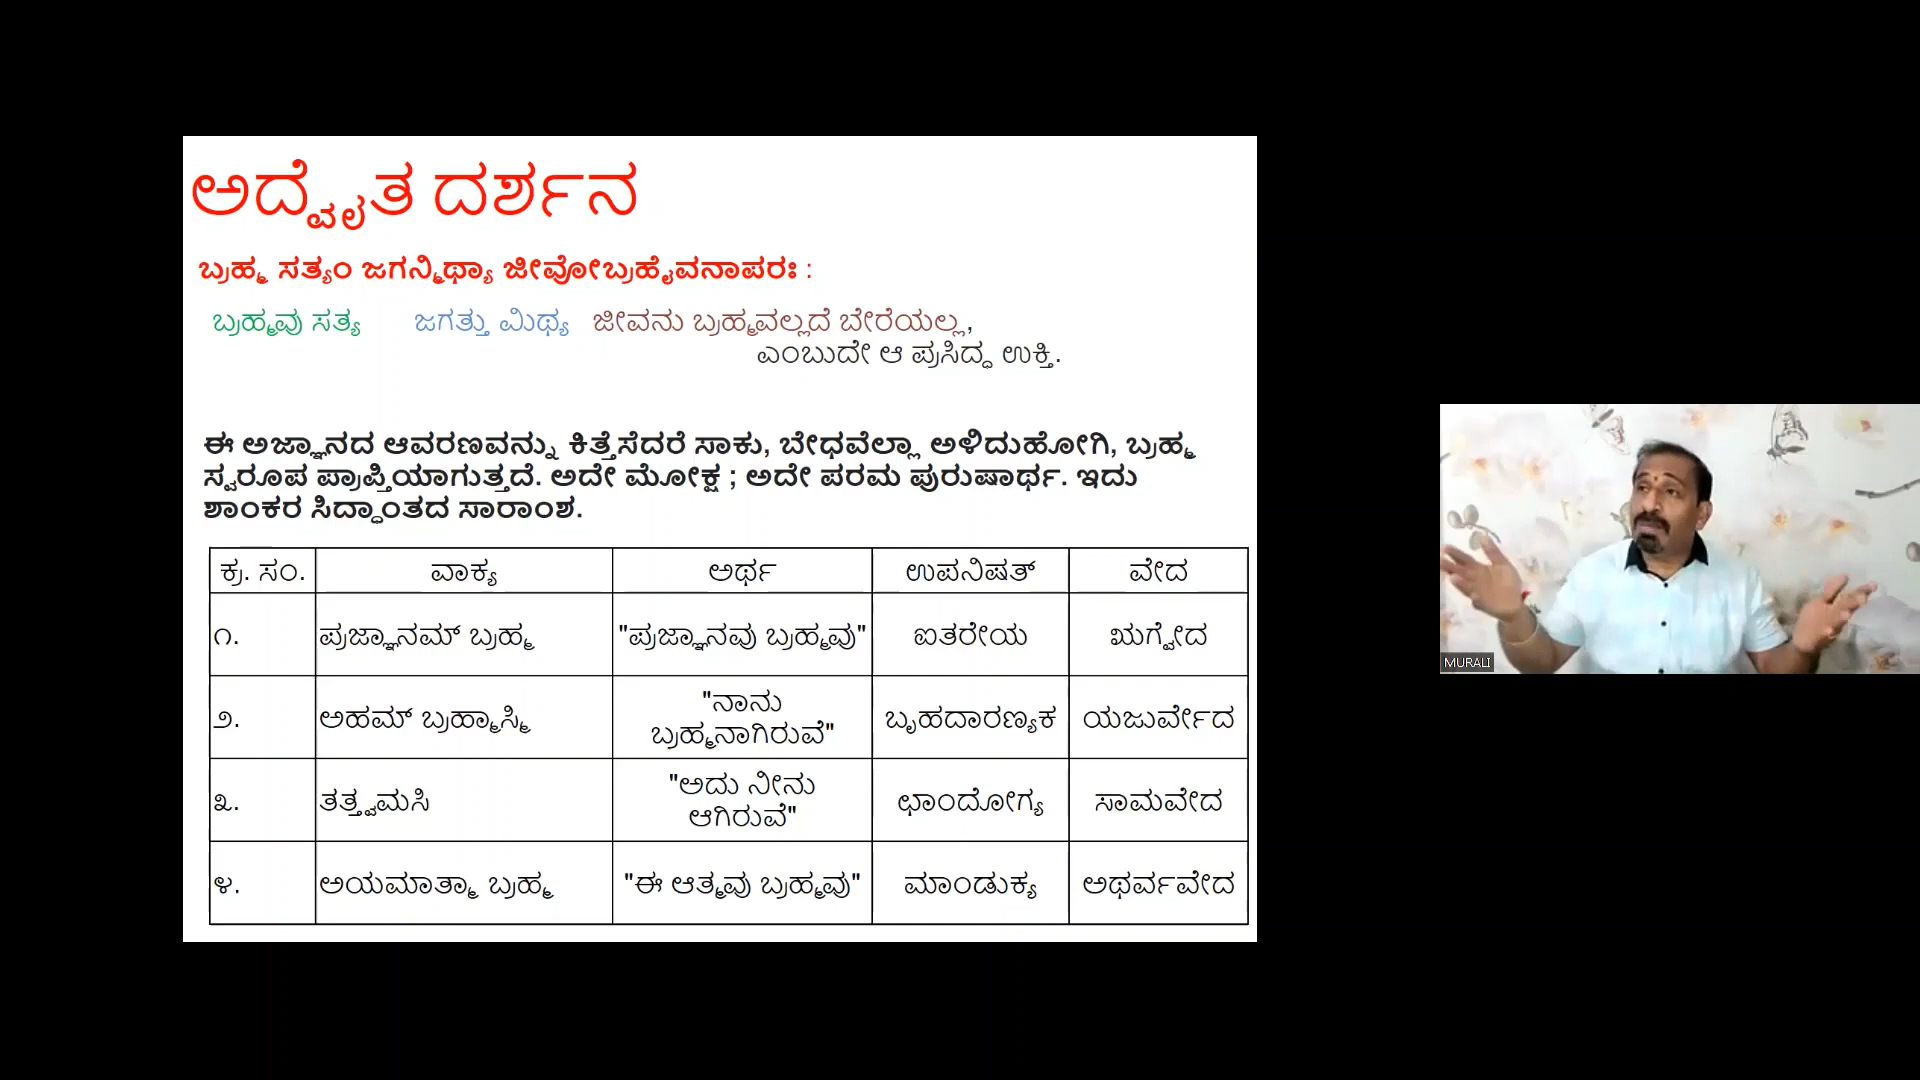 ಅದ್ವೈತ ದರ್ಶನ
ಬ್ರಹ್ಮ ಸತ್ಯಂ ಜಗನ್ಮಿಥ್ಯಾ ಜೀವೋಬ್ರಹೈವನಾಪರಃ :
ಬ್ರಹ್ಮವು ಸತ್ಯ ಜಗತ್ತು ಮಿಥ್ಯ ಜೀವನು ಬ್ರಹ್ಮವಲ್ಲದೆ ಬೇರೆಯಲ್ಲ,
ಎಂಬುದೇ ಆ ಪ್ರಸಿದ್ಧ ಉಕ್ತಿ.
ಈ ಅಜ್ಞಾನದ ಆವರಣವನ್ನು ಕಿತ್ತೆಸೆದರೆ ಸಾಕು, ಬೇಧವೆಲ್ಲಾ ಅಳಿದುಹೋಗಿ, ಬ್ರಹ್ಮ
ಸ್ವರೂಪ ಪ್ರಾಪ್ತಿಯಾಗುತ್ತದೆ. ಅದೇ ಮೋಕ್ಷ ; ಅದೇ ಪರಮ ಪುರುಷಾರ್ಥ. ಇದು
ಶಾಂಕರ ಸಿದ್ಧಾಂತದ ಸಾರಾಂಶ.
ಕ್ರ. ಸಂ. ವಾಕ್ಯ ಅರ್ಥ ಉಪನಿಷತ್ ವೇದ
೧. ಪ್ರಜ್ಞಾನಮ್ ಬ್ರಹ್ಮ "ಪ್ರಜ್ಞಾನವು ಬ್ರಹ್ಮವು" ಐತರೇಯ ಋಗ್ವೇದ
೨. ಅಹಮ್ ಬ್ರಹ್ಮಾಸ್ಮಿ "ನಾನು
ಬ್ರಹ್ಮನಾಗಿರುವೆ" ಬೃಹದಾರಣ್ಯಕ ಯಜುರ್ವೇದ
೩. ತತ್ತ್ವಮಸಿ "ಅದು ನೀನು
ಆಗಿರುವೆ" ಛಾಂದೋಗ್ಯ ಸಾಮವೇದ
೪. ಅಯಮಾತ್ಮಾ ಬ್ರಹ್ಮ "ಈ ಆತ್ಮವು ಬ್ರಹ್ಮವು" ಮಾಂಡುಕ್ಯ ಅಥರ್ವವೇದ
MURALI